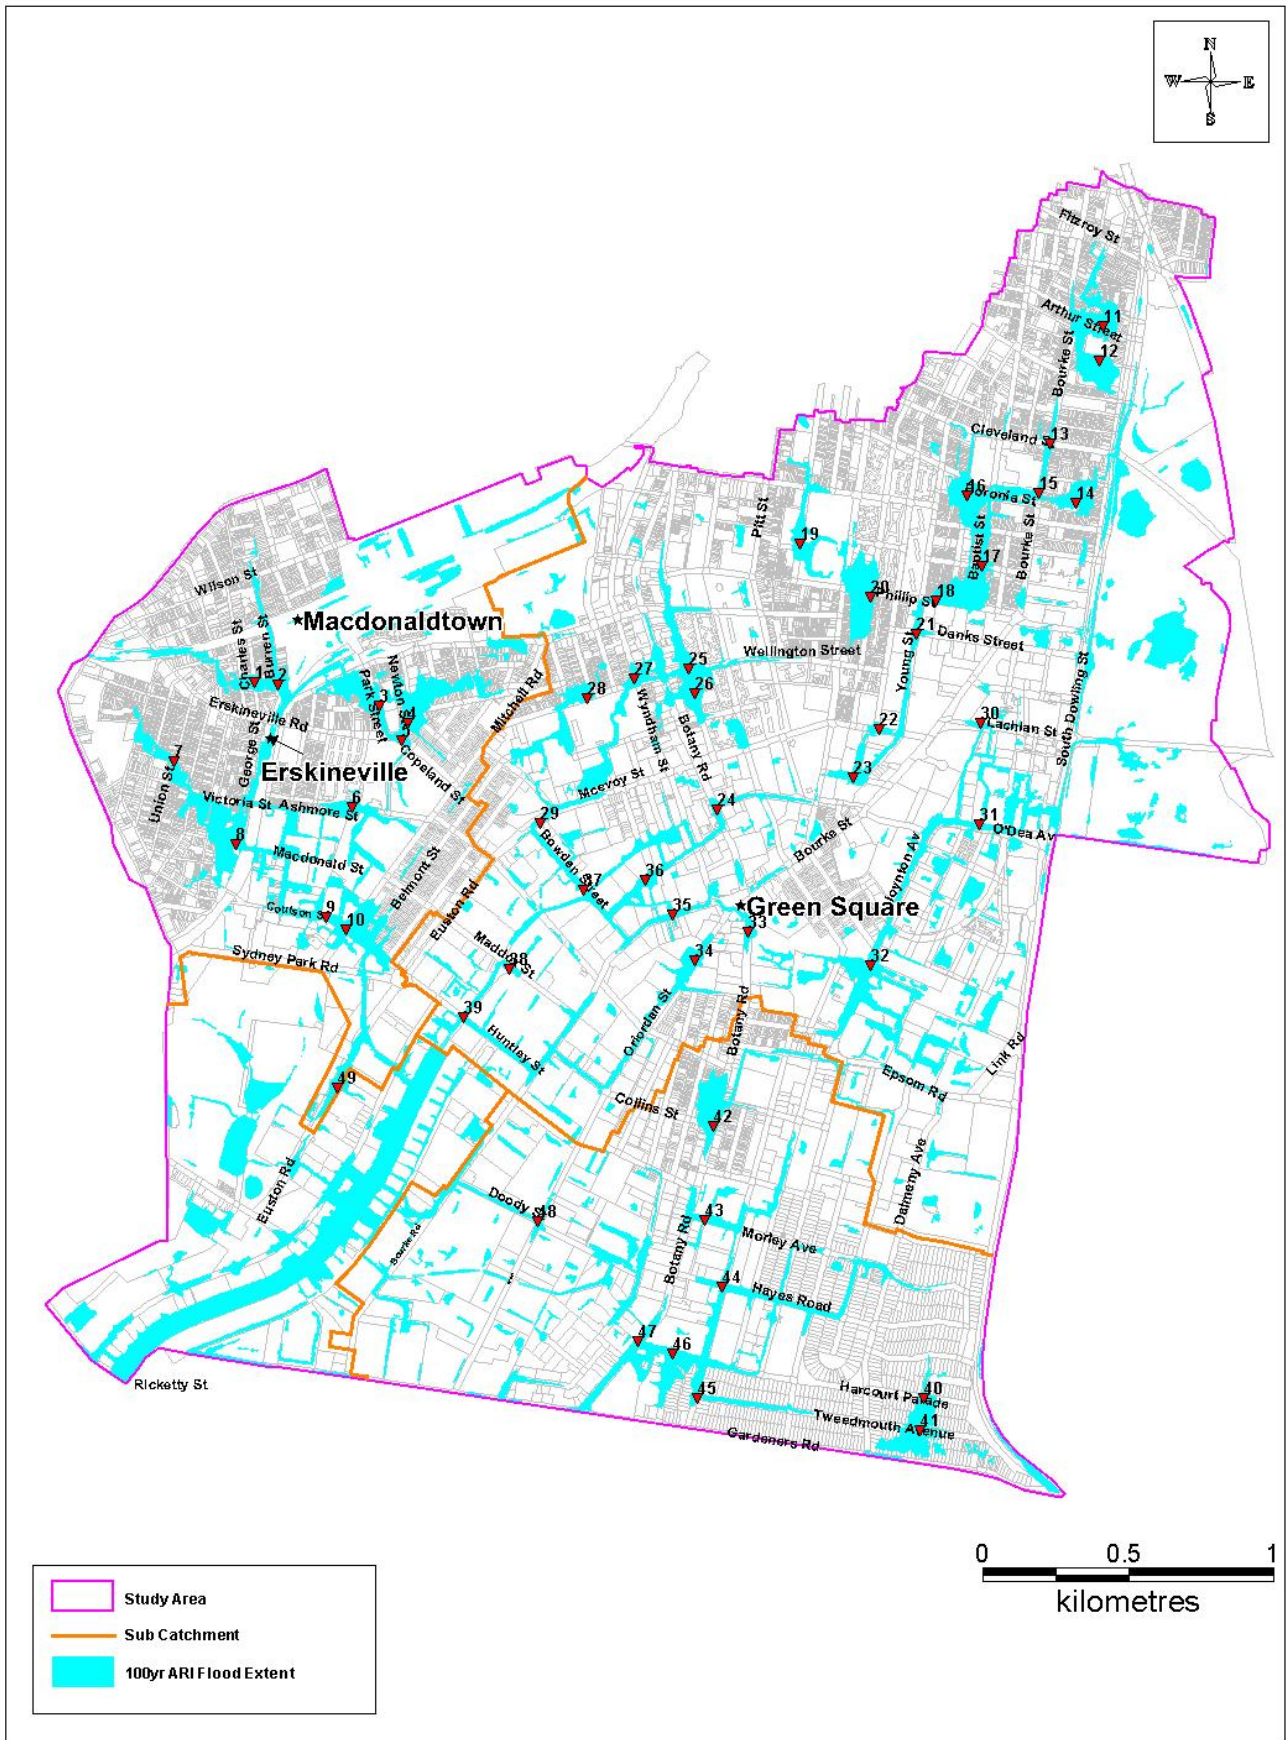 N
W E
S
Fitzroy St
Arthur Street
11
12
Bourke St
Cleveland S
13
16
Boronia St
15
14
Pitt St
19
Baptist St
17
Bourke St
Wilson St
Macdonaldtown
20
Phillip S
18
21
Danks Street
Charles St
Burren St
1
2
Newton St
Park Street
3
4
5
Mitchell Rd
28
27
25
26
Wellington Street
Young St
Wyndham St
Botany Rd
22
30
Lachlan St
South Dowling St
Erskineville Rd
George St
7
Union St
Erskineville
Copeland St
23
Mcevoy St
Victoria St
Ashmore St
6
29
24
Bourke St
31
O'Dea Av
8
Macdonald St
Belmont St
Bowden Street
37
36
Joynton Av
9
Coulson S
10
Euston Rd
35
Green Square
33
Sydney Park Rd
Maddox St
38
34
32
39
Huntley St
Oriordan St
Botany Rd
Link Rd
Epsom Rd
49
Collins St
42
Euston Rd
Dalmeny Ave
Doody S
48
Bourke Rd
43
Morley Ave
Botany Rd
44
Hayes Road
47
46
45
Harcourt Parade
40
Tweedmouth Avenue
41
Ricketty St
Gardeners Rd
0 0.5 1
kilometres
Study Area
Sub Catchment
100yr ARI Flood Extent